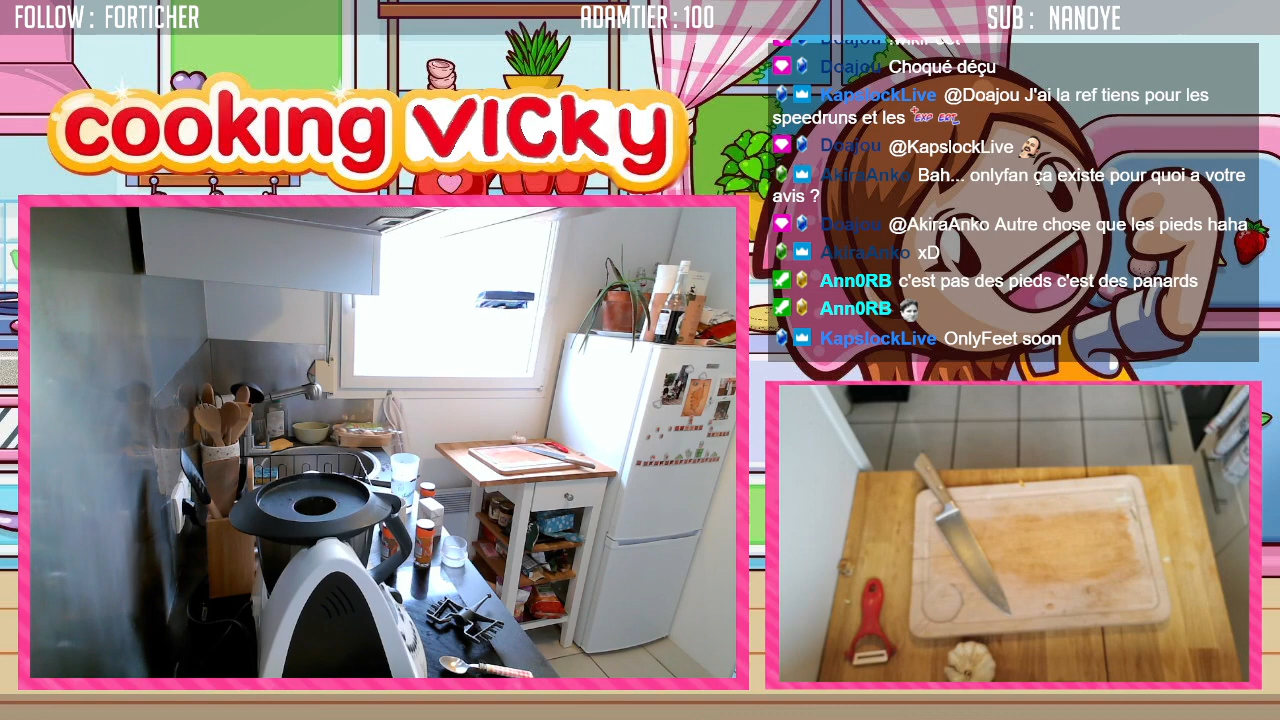 FOLLOW : FORTICHER
ADAMTIER : 100
SUB : NANOYE
cooking VICKY
Doajou Choqué déçu
KapslockLive @Doajou J'ai la ref tiens pour les
speedruns et les
Doajou @KapslockLive
AkiraAnko Bah... onlyfan ça existe pour quoi a votre
avis ?
Doajou @AkiraAnko Autre chose que les pieds haha
AkiraAnko xD
Ann0RB c'est pas des pieds c'est des panards
Ann0RB
KapslockLive OnlyFeet soon